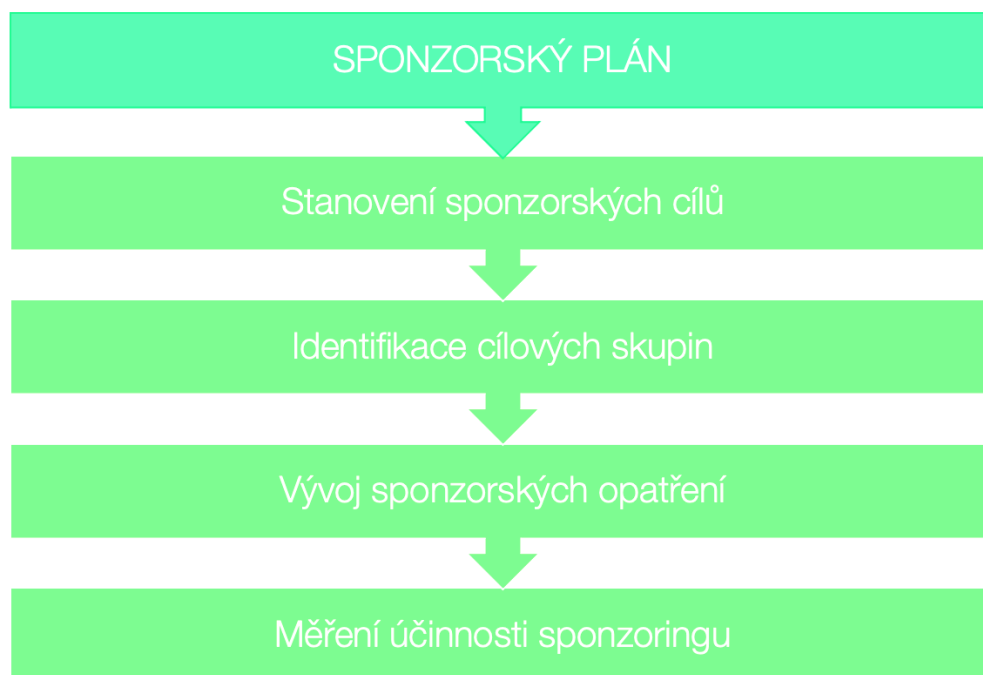 SPONZORSKÝ PLÁN
Stanovení sponzorských cílů
Identifikace cílových skupin
Vývoj sponzorských opatření
Měření účinnosti sponzoringu